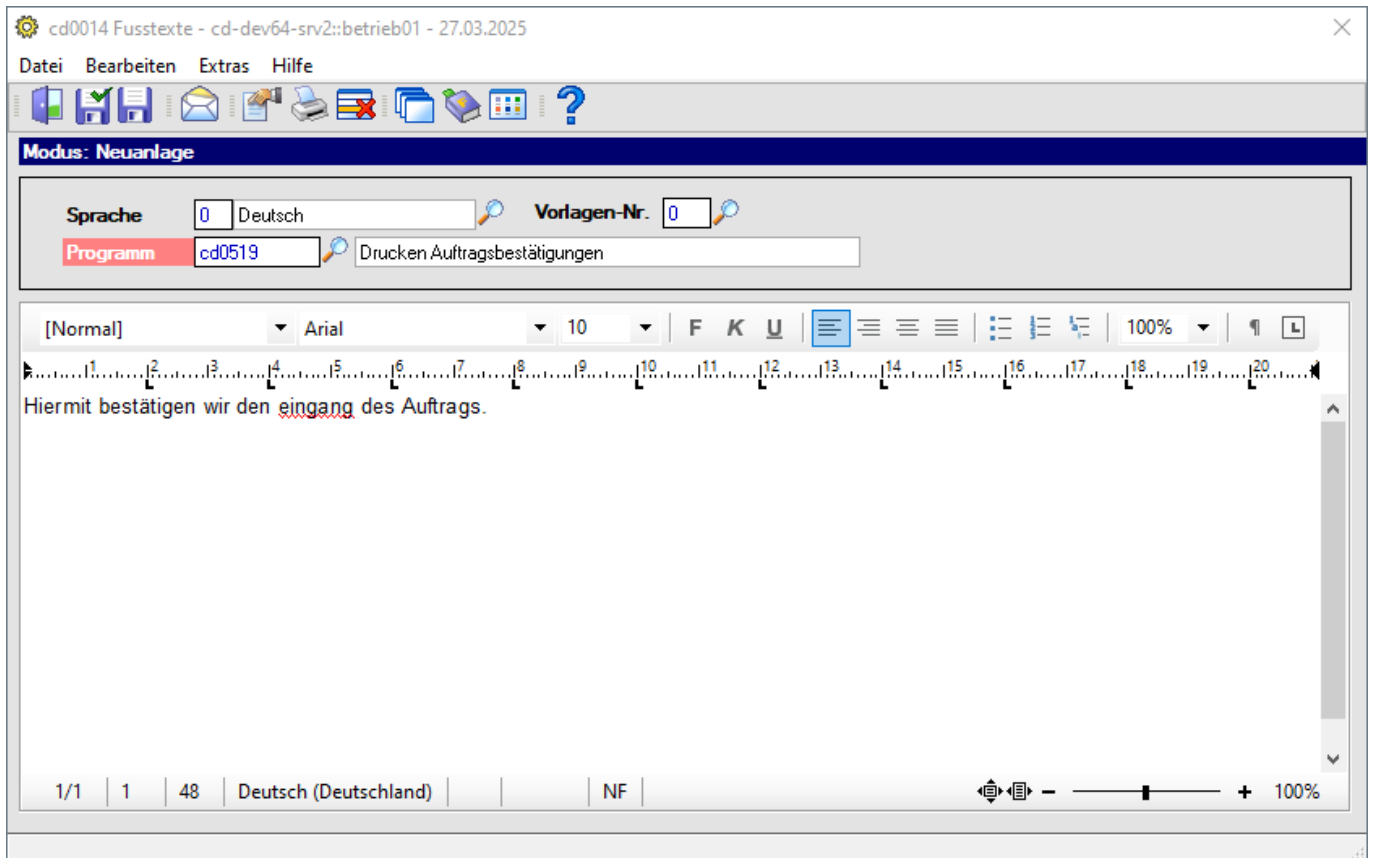 cd0014 Fusstexte - cd-dev64-srv2::betrieb01 - 27.03.2025
Datei Bearbeiten Extras Hilfe
Modus: Neuanlage
Sprache 0 Deutsch Vorlagen-Nr. 0
Programm cd0519 Drucken Auftragsbestätigungen
[Normal] Arial 10 F K U 100% ¶ L
1 2 3 4 5 6 7 8 9 10 11 12 13 14 15 16 17 18 19 20
Hiermit bestätigen wir den eingang des Auftrags.
1/1 1 48 Deutsch (Deutschland) NF 100%